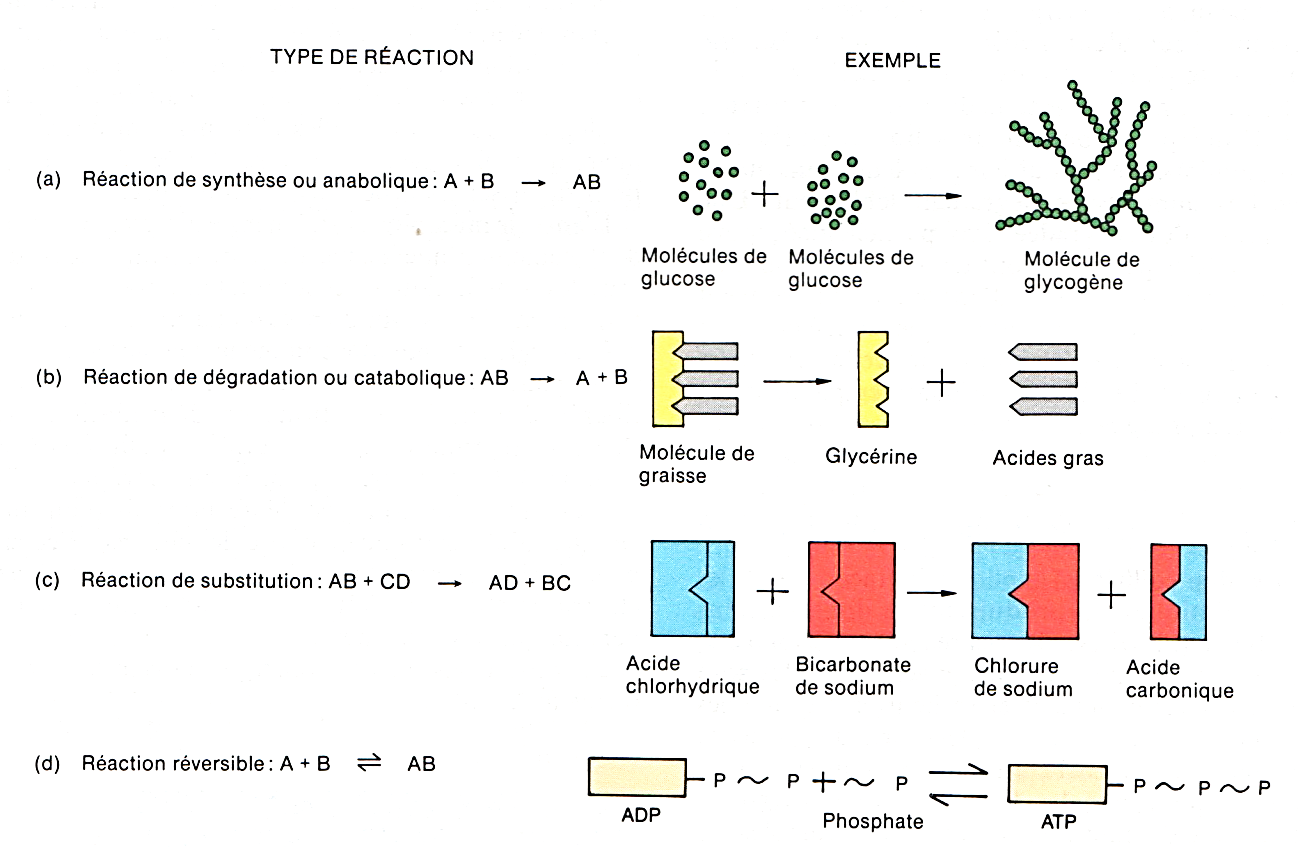 TYPE DE RÉACTION
EXEMPLE
(a) Réaction de synthèse ou anabolique : A + B → AB
+ →
Molécules de
glucose
Molécules de
glucose
Molécule de
glycogène
(b) Réaction de dégradation ou catabolique : AB → A + B
→ +
Molécule de
graisse
Glycérine
Acides gras
(c) Réaction de substitution : AB + CD → AD + BC
+ → +
Acide
chlorhydrique
Bicarbonate
de sodium
Chlorure
de sodium
Acide
carbonique
(d) Réaction réversible : A + B ⇌ AB
P ~ P + ~ P ⇌ P ~ P ~ P
ADP
Phosphate
ATP